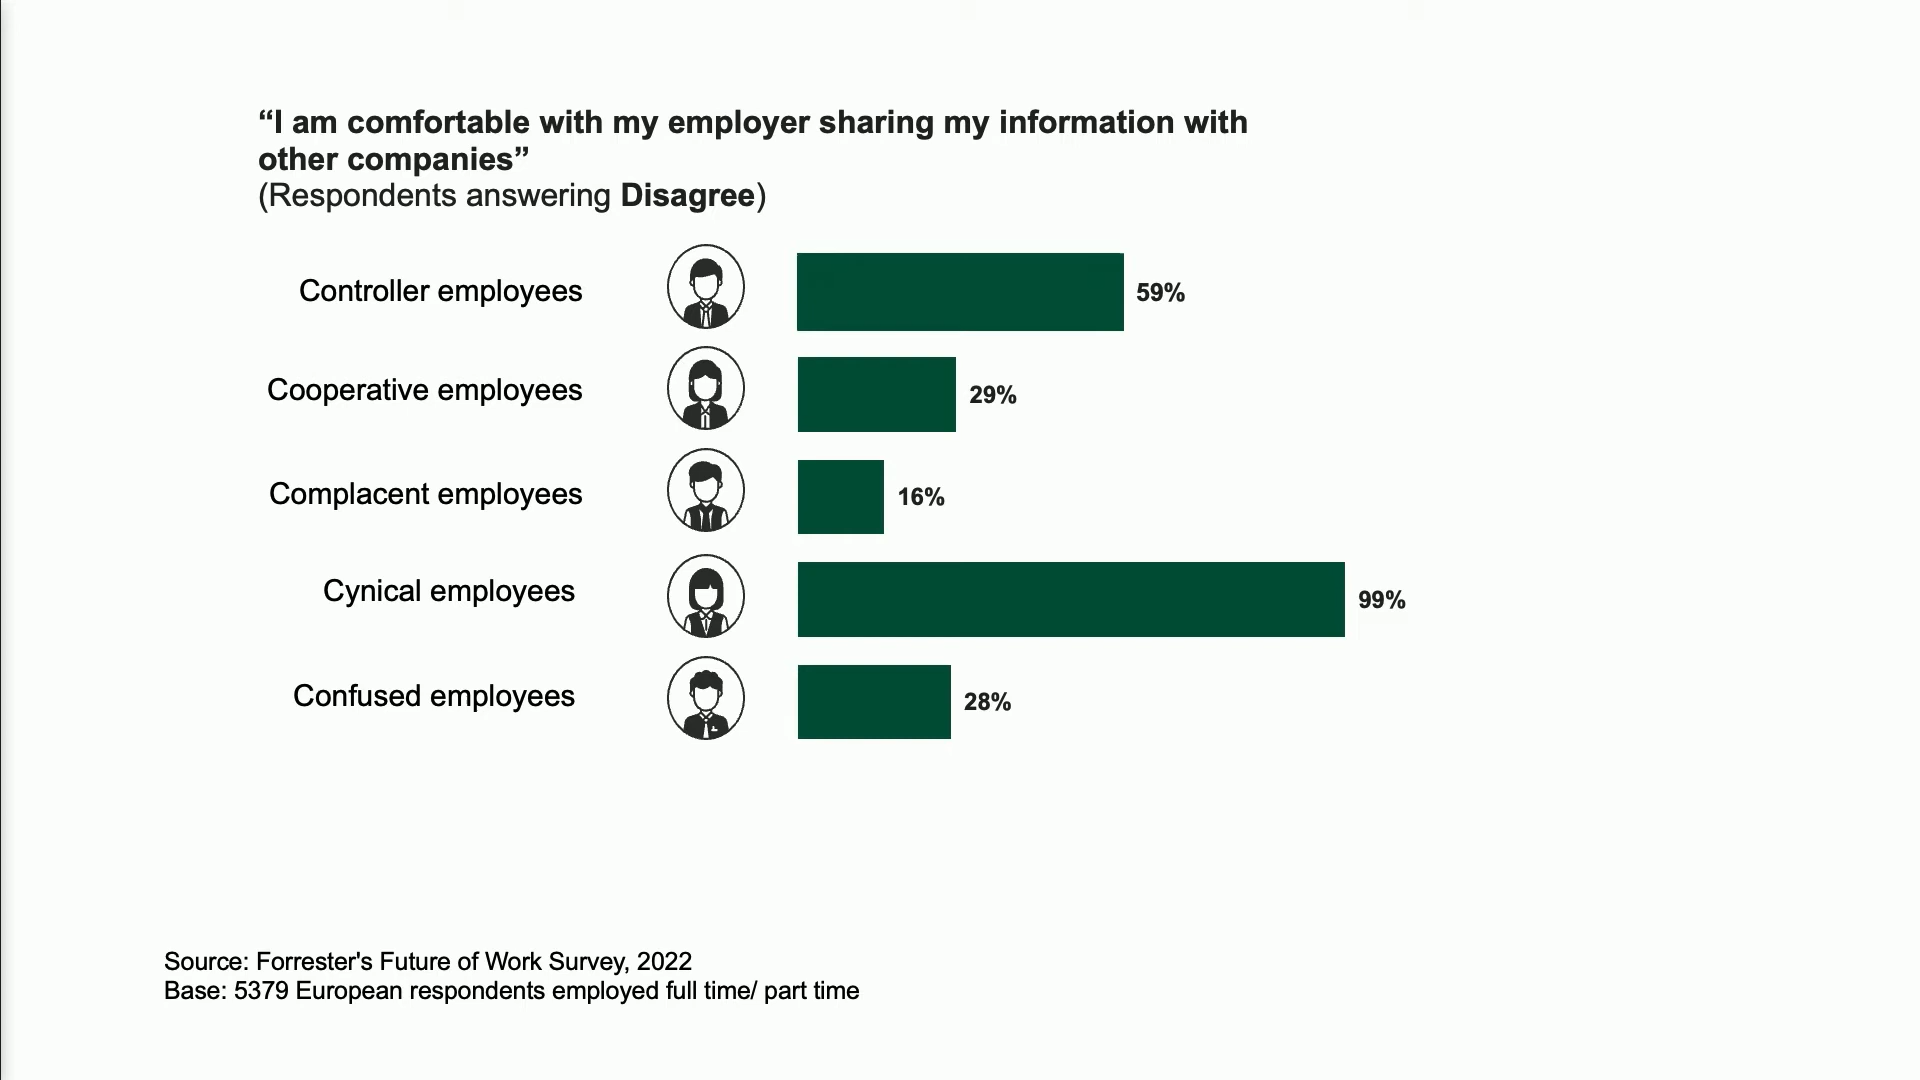 “I am comfortable with my employer sharing my information with
other companies”
(Respondents answering Disagree)
Controller employees 59%
Cooperative employees 29%
Complacent employees 16%
Cynical employees 99%
Confused employees 28%
Source: Forrester's Future of Work Survey, 2022
Base: 5379 European respondents employed full time/ part time